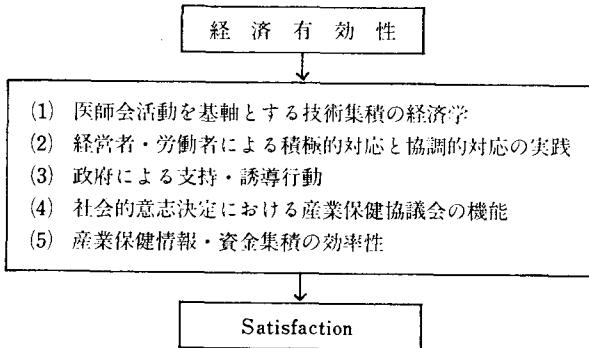 経済有効性
(1) 医師会活動を基軸とする技術集積の経済学
(2) 経営者・労働者による積極的対応と協調的対応の実践
(3) 政府による支持・誘導行動
(4) 社会的意志決定における産業保健協議会の機能
(5) 産業保健情報・資金集積の効率性
Satisfaction